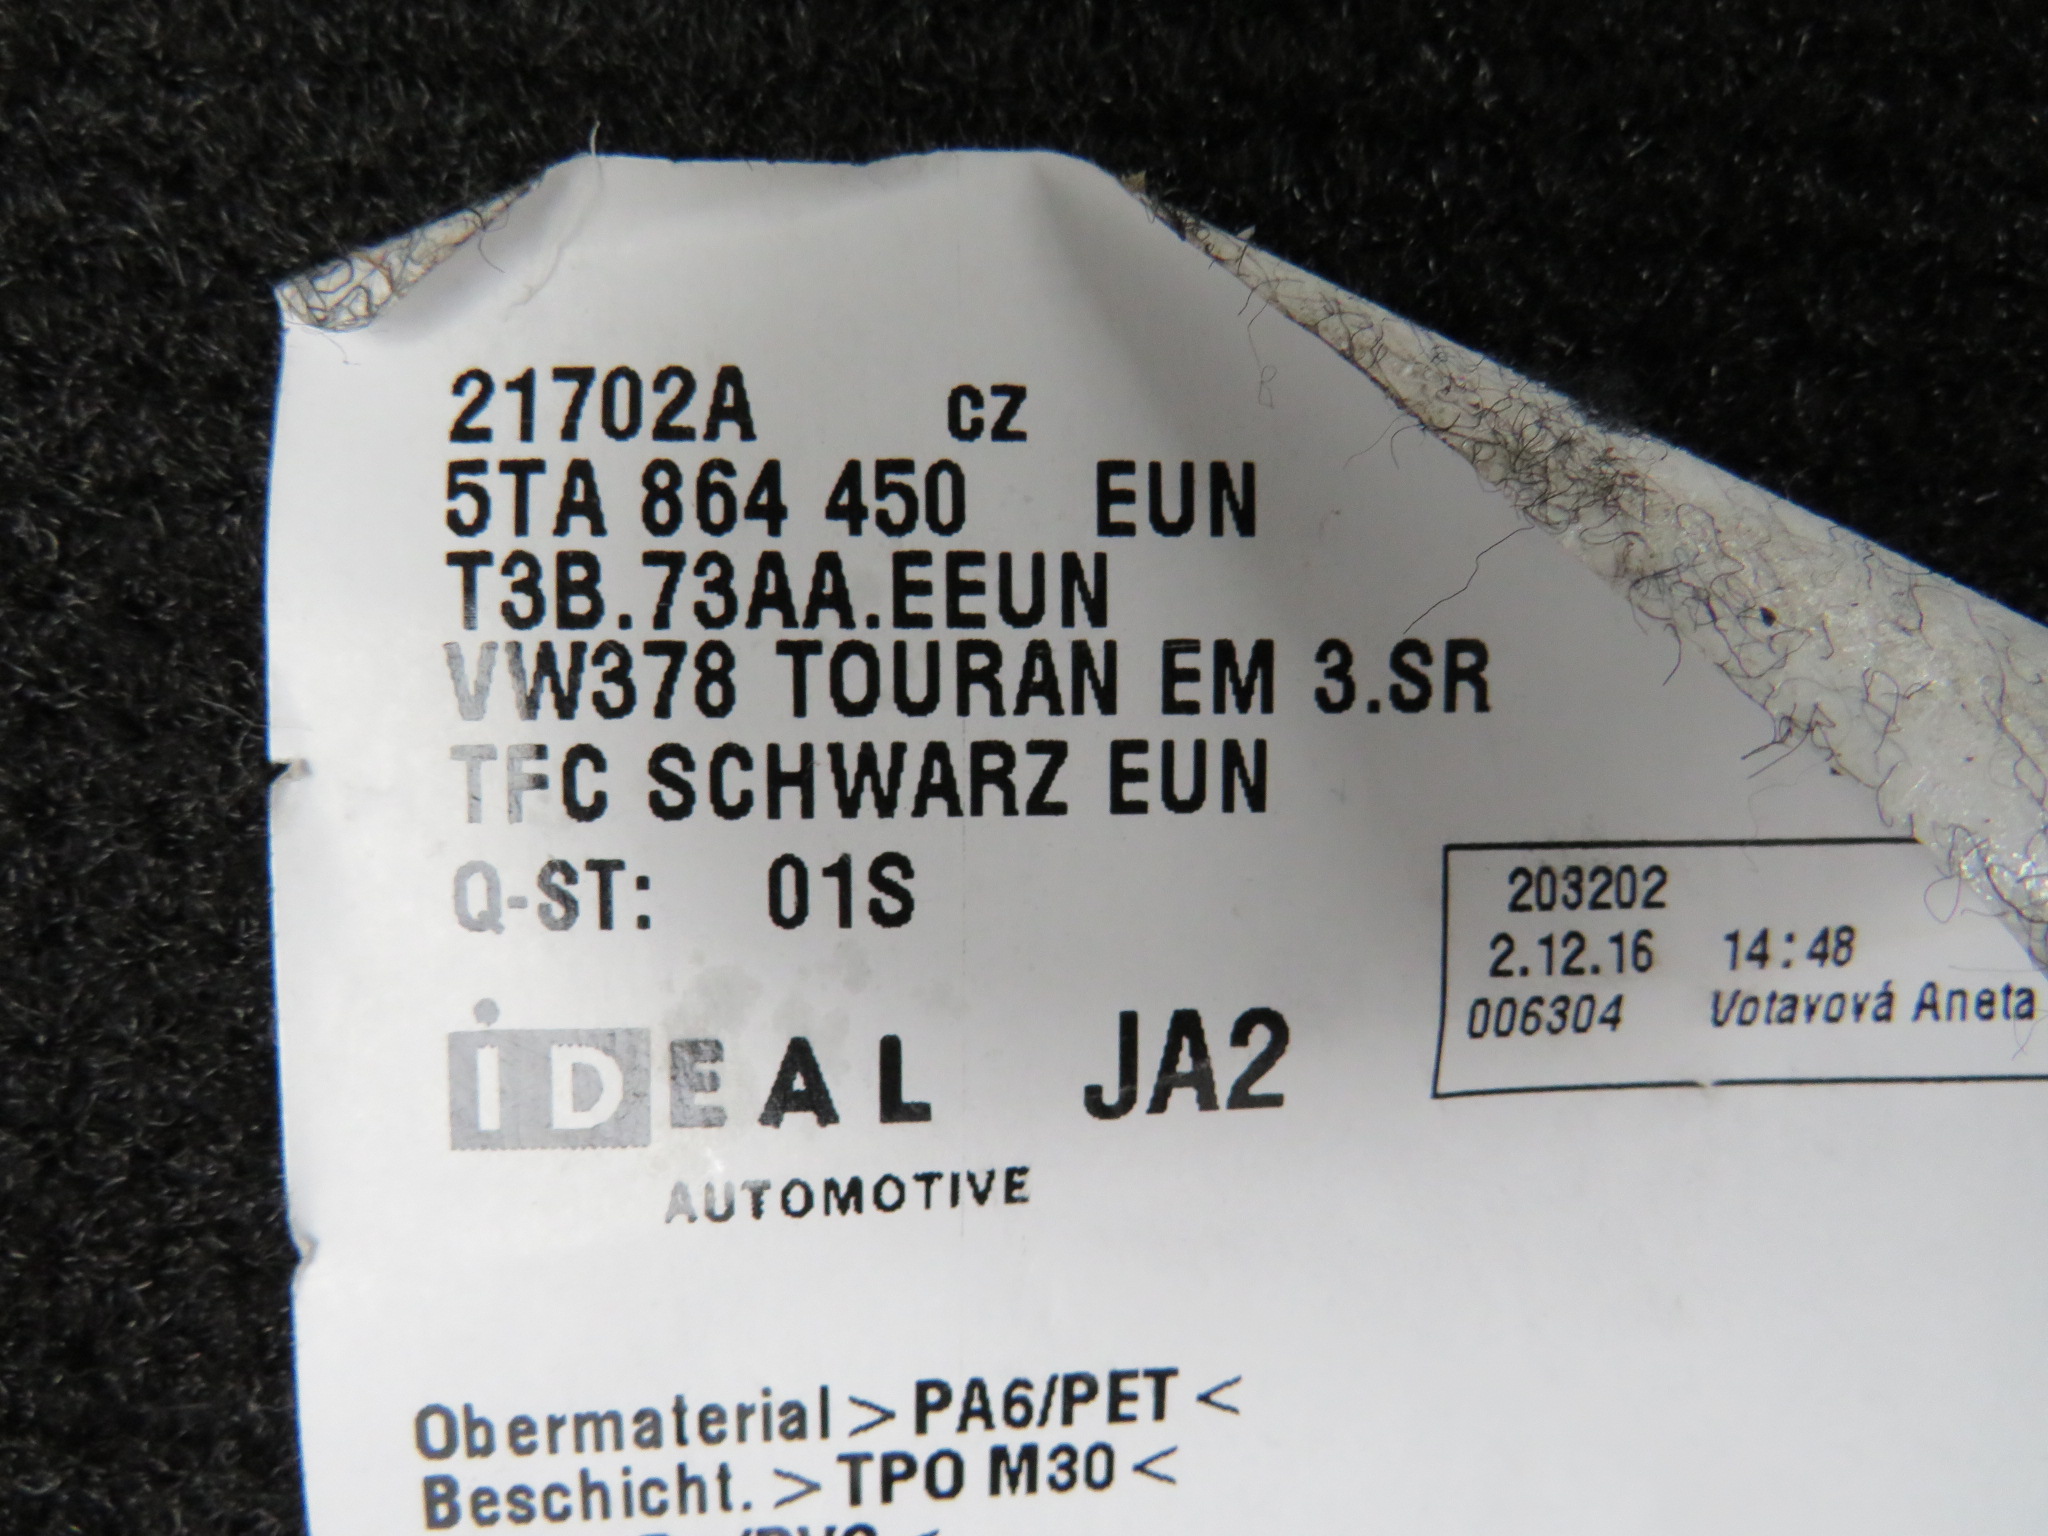 21702A cz
5TA 864 450 EUN
T3B.73AA.EEUN
VW378 TOURAN EM 3.SR
TFC SCHWARZ EUN
Q-ST: 01S
203202
2.12.16 14:48
006304 Votavová Aneta
iDEAL JA2
AUTOMOTIVE
Obermaterial > PA6/PET <
Beschicht. > TPO M30 <